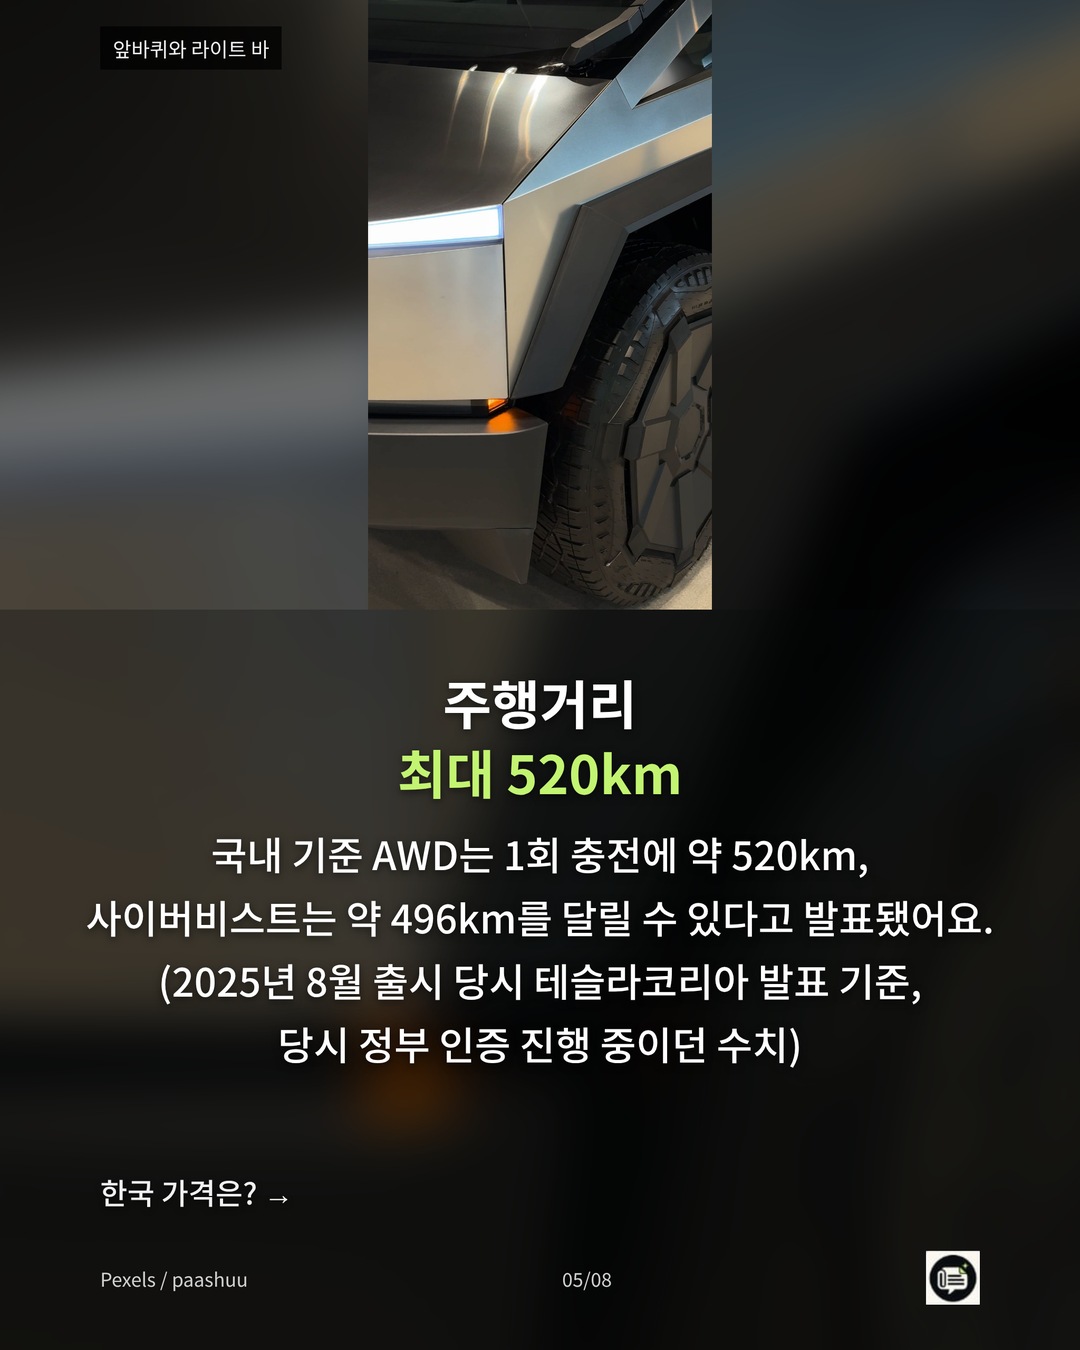 앞바퀴와 라이트 바
주행거리
최대 520km
국내 기준 AWD는 1회 충전에 약 520km,
사이버비스트는 약 496km를 달릴 수 있다고 발표됐어요.
(2025년 8월 출시 당시 테슬라코리아 발표 기준,
당시 정부 인증 진행 중이던 수치)
한국 가격은? →
Pexels / paashuu
05/08